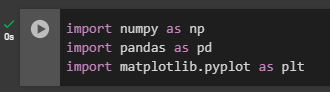 0s
import numpy as np
import pandas as pd
import matplotlib.pyplot as plt